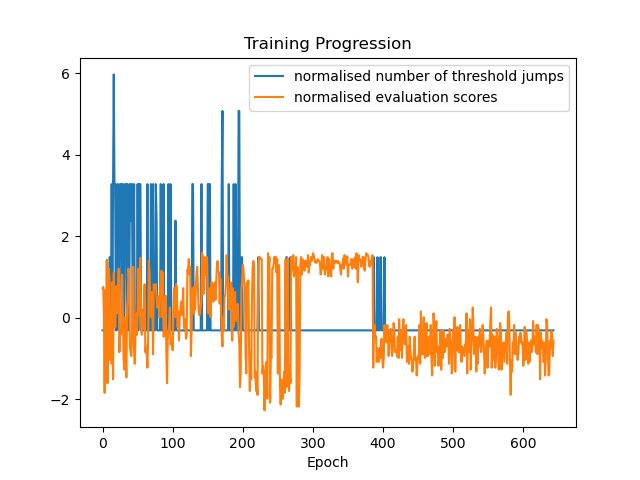 Training Progression
normalised number of threshold jumps
normalised evaluation scores
6
4
2
0
−2
0 100 200 300 400 500 600
Epoch